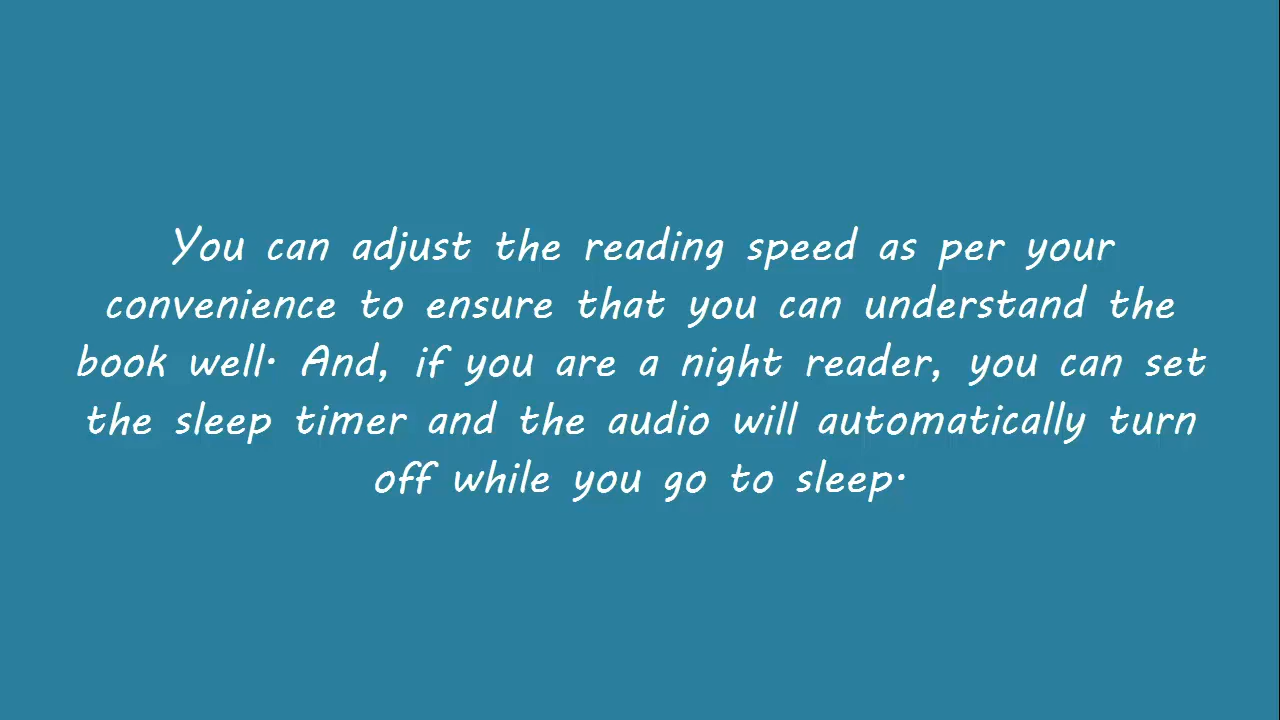 You can adjust the reading speed as per your
convenience to ensure that you can understand the
book well. And, if you are a night reader, you can set
the sleep timer and the audio will automatically turn
off while you go to sleep.